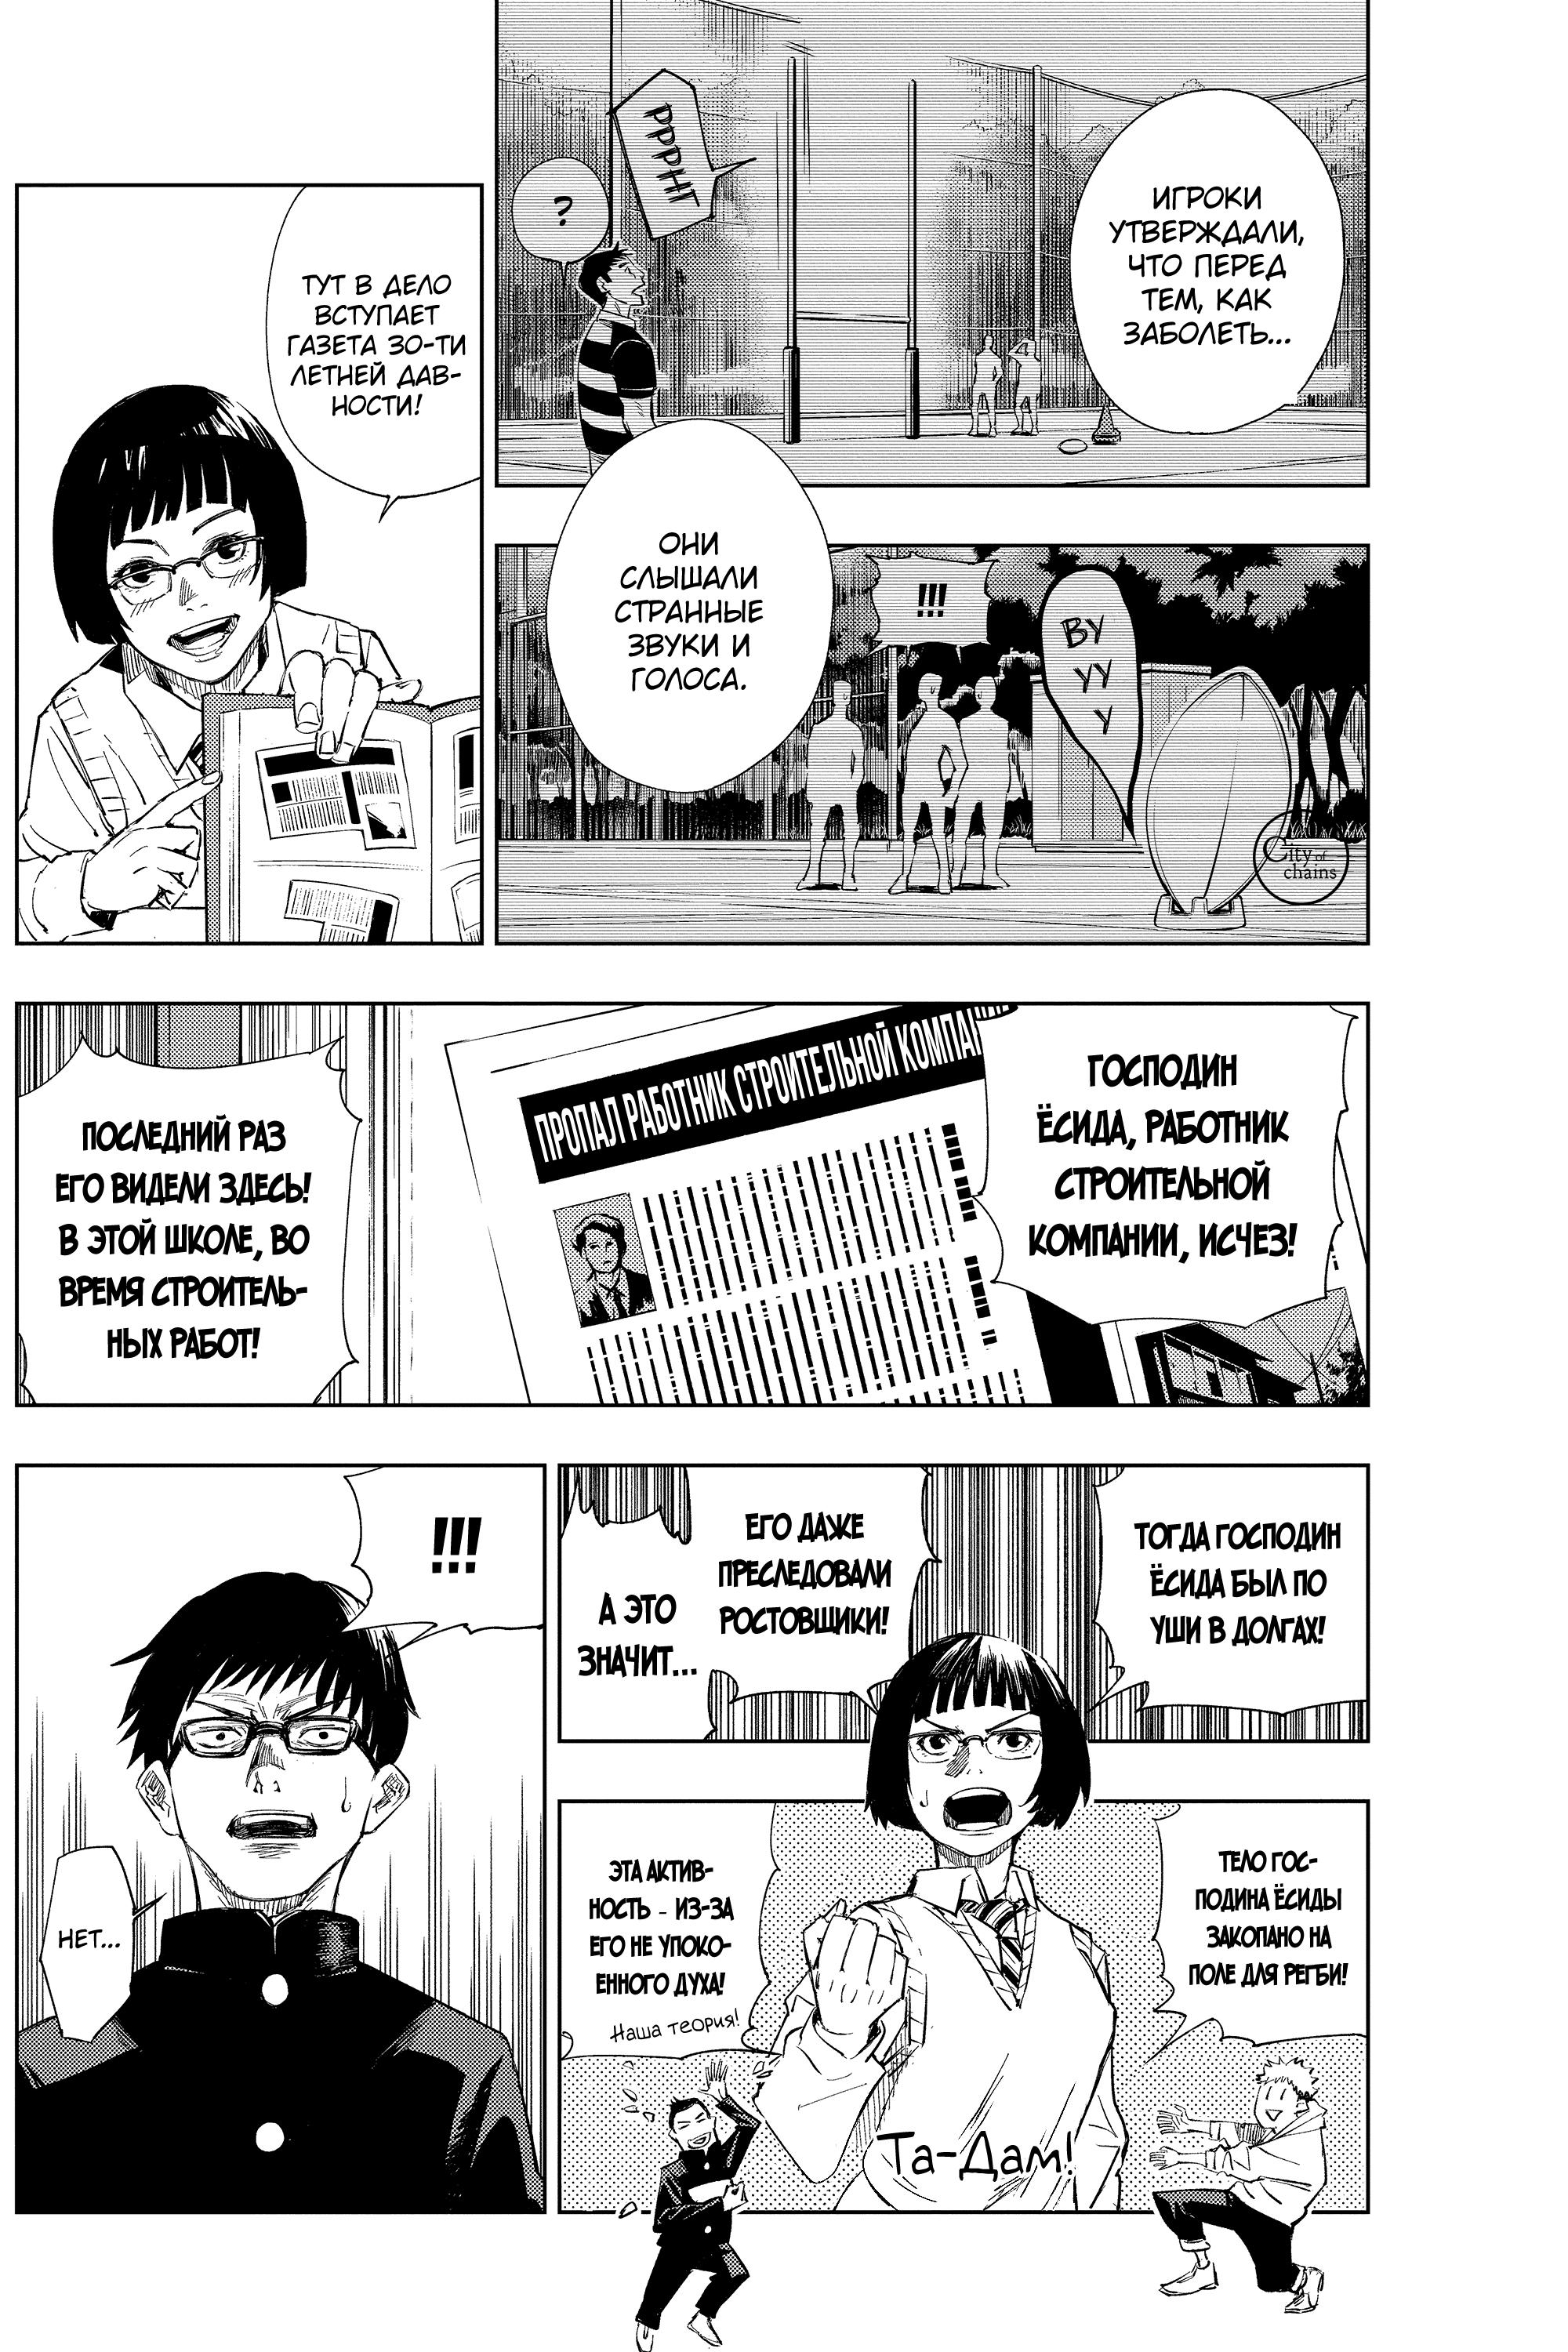 ИГРОКИ
УТВЕРЖДАЛИ,
ЧТО ПЕРЕД
ТЕМ, КАК
ЗАБОЛЕТЬ...
РРРНГ
?
ОНИ
СЛЫШАЛИ
СТРАННЫЕ
ЗВУКИ И
ГОЛОСА.
!!!
ВУ
УУ
У
City of
chains
ТУТ В ДЕЛО
ВСТУПАЕТ
ГАЗЕТА 30-ТИ
ЛЕТНЕЙ ДАВ-
НОСТИ!
ГОСПОДИН
ЁСИДА, РАБОТНИК
СТРОИТЕЛЬНОЙ
КОМПАНИИ, ИСЧЕЗ!
ПРОПАЛ РАБОТНИК СТРОИТЕЛЬНОЙ КОМПАН
ПОСЛЕДНИЙ РАЗ
ЕГО ВИДЕЛИ ЗДЕСЬ!
В ЭТОЙ ШКОЛЕ, ВО
ВРЕМЯ СТРОИТЕЛЬ-
НЫХ РАБОТ!
ТОГДА ГОСПОДИН
ЁСИДА БЫЛ ПО
УШИ В ДОЛГАХ!
ЕГО ДАЖЕ
ПРЕСЛЕДОВАЛИ
РОСТОВЩИКИ!
А ЭТО
ЗНАЧИТ...
ТЕЛО ГОС-
ПОДИНА ЁСИДЫ
ЗАКОПАНО НА
ПОЛЕ ДЛЯ РЕГБИ!
ЭТА АКТИВ-
НОСТЬ - ИЗ-ЗА
ЕГО НЕ УПОКО-
ЕННОГО ДУХА!
Наша теория!
Та-Дам!
!!!
НЕТ...